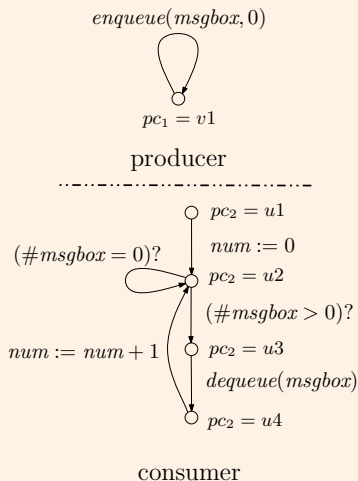 enqueue(msgbox, 0)
pc₁ = v1
producer
pc₂ = u1
num := 0
(#msgbox = 0)?
pc₂ = u2
(#msgbox > 0)?
num := num + 1
pc₂ = u3
dequeue(msgbox)
pc₂ = u4
consumer